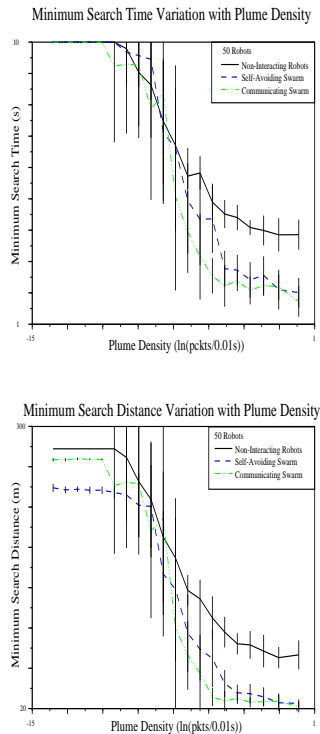 Minimum Search Time Variation with Plume Density
50 Robots
Non-Interacting Robots
Self-Avoiding Swarm
Communicating Swarm
Minimum Search Time (s)
10
1
-15
1
Plume Density (ln(pckts/0.01s))
Minimum Search Distance Variation with Plume Density
50 Robots
Non-Interacting Robots
Self-Avoiding Swarm
Communicating Swarm
Minimum Search Distance (m)
300
20
-15
1
Plume Density (ln(pkts/0.01s))